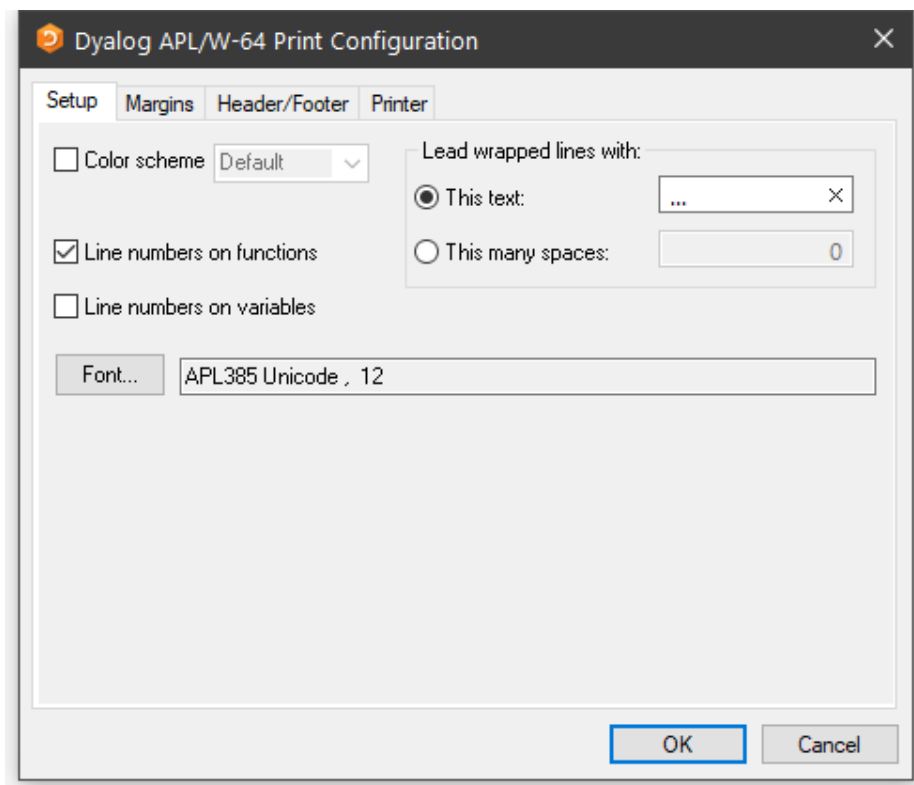 Dyalog APL/W-64 Print Configuration
Setup Margins Header/Footer Printer
Color scheme Default
Lead wrapped lines with:
This text: ...
Line numbers on functions
This many spaces: 0
Line numbers on variables
Font... APL385 Unicode , 12
OK Cancel